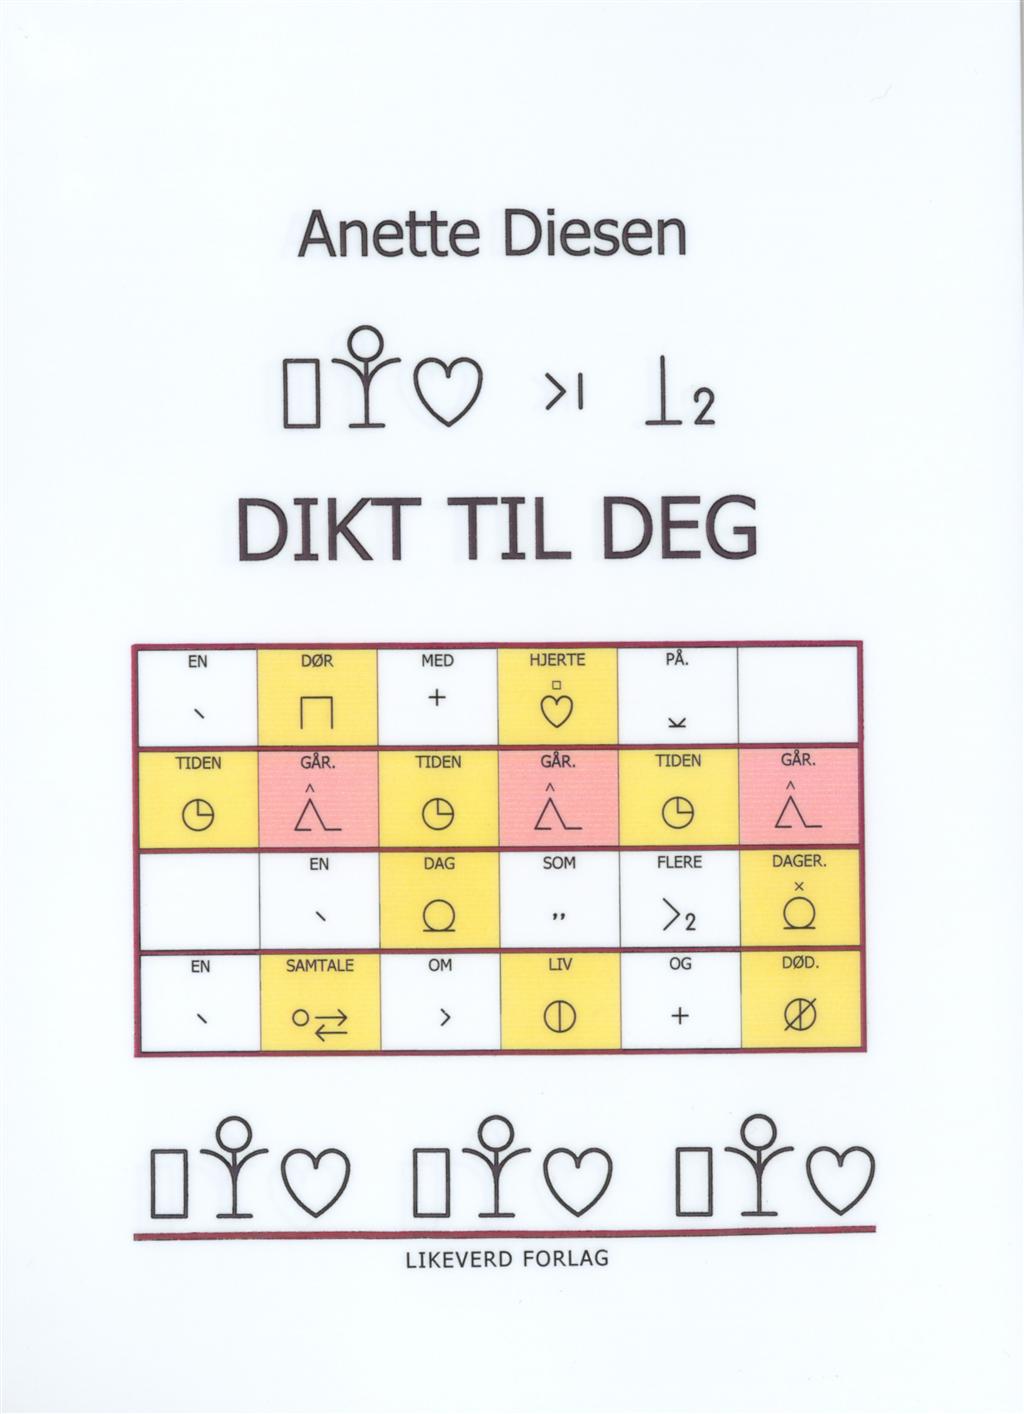 Anette Diesen
2
DIKT TIL DEG
EN DØR MED HJERTE PÅ.
TIDEN GÅR. TIDEN GÅR. TIDEN GÅR.
EN DAG SOM FLERE DAGER.
EN SAMTALE OM LIV OG DØD.
LIKEVERD FORLAG